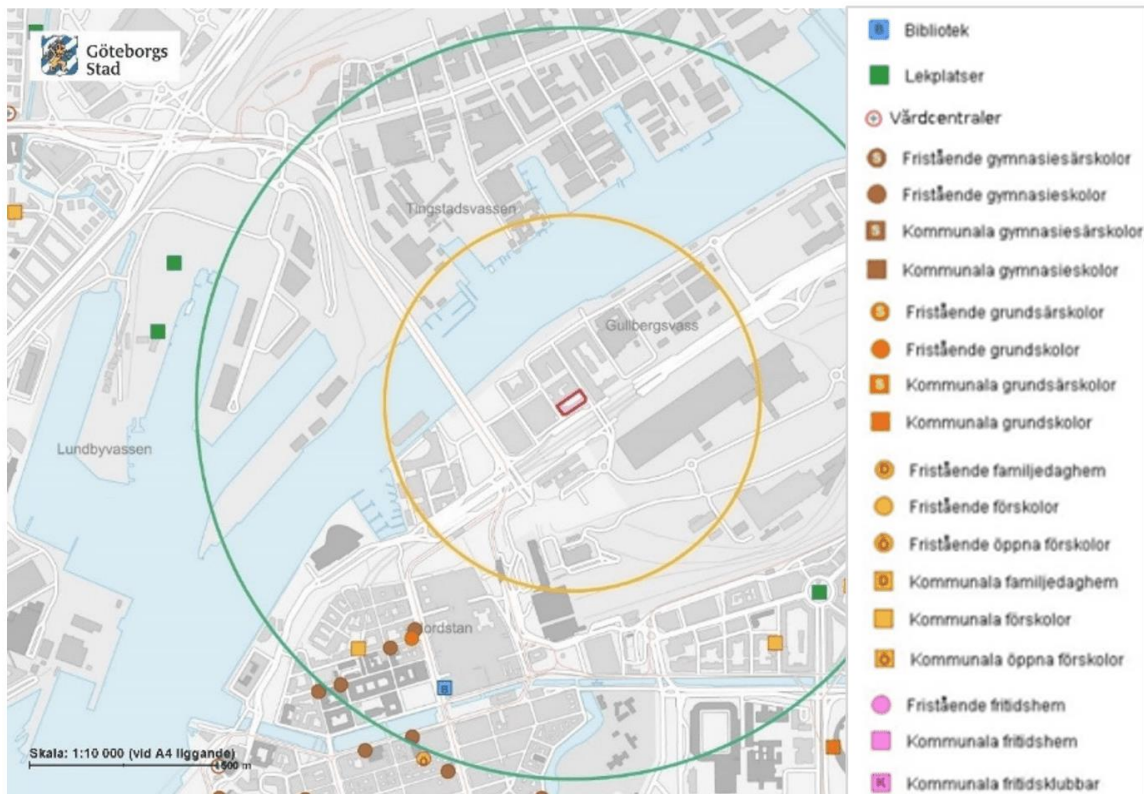 Göteborgs
Stad
Tingstadsvassen
Gullbergsvass
Lundbyvassen
Nordstan
B
Ö
Skala: 1:10 000 (vid A4 liggande)
500 m
B Bibliotek
Lekplatser
Vårdcentraler
S Fristående gymnasiesärskolor
Fristående gymnasieskolor
S Kommunala gymnasiesärskolor
Kommunala gymnasieskolor
S Fristående grundsärskolor
Fristående grundskolor
S Kommunala grundsärskolor
Kommunala grundskolor
D Fristående familjedaghem
Fristående förskolor
Ö Fristående öppna förskolor
D Kommunala familjedaghem
Kommunala förskolor
Ö Kommunala öppna förskolor
Fristående fritidshem
Kommunala fritidshem
K Kommunala fritidsklubbar